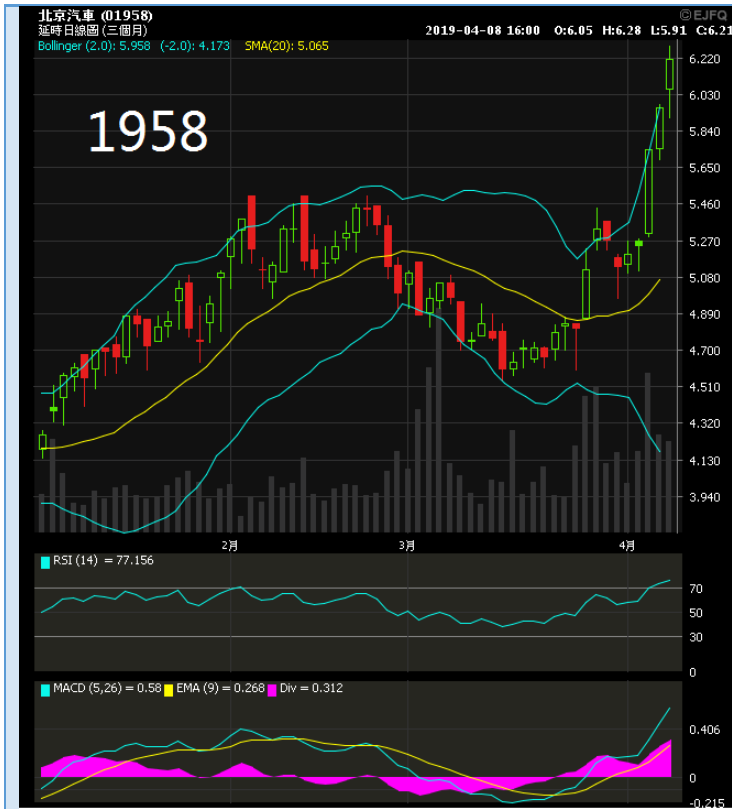 北京汽車 (01958)
©EJFQ
延時日線圖 (三個月)
2019-04-08 16:00 O:6.05 H:6.28 L:5.91 C:6.21
Bollinger (2.0): 5.958 (-2.0): 4.173 SMA(20): 5.065
1958
6.220
6.030
5.840
5.650
5.460
5.270
5.080
4.890
4.700
4.510
4.320
4.130
3.940
2月 3月 4月
RSI (14) = 77.156
70
50
30
0
MACD (5,26) = 0.58 EMA (9) = 0.268 Div = 0.312
0.406
0
-0.215